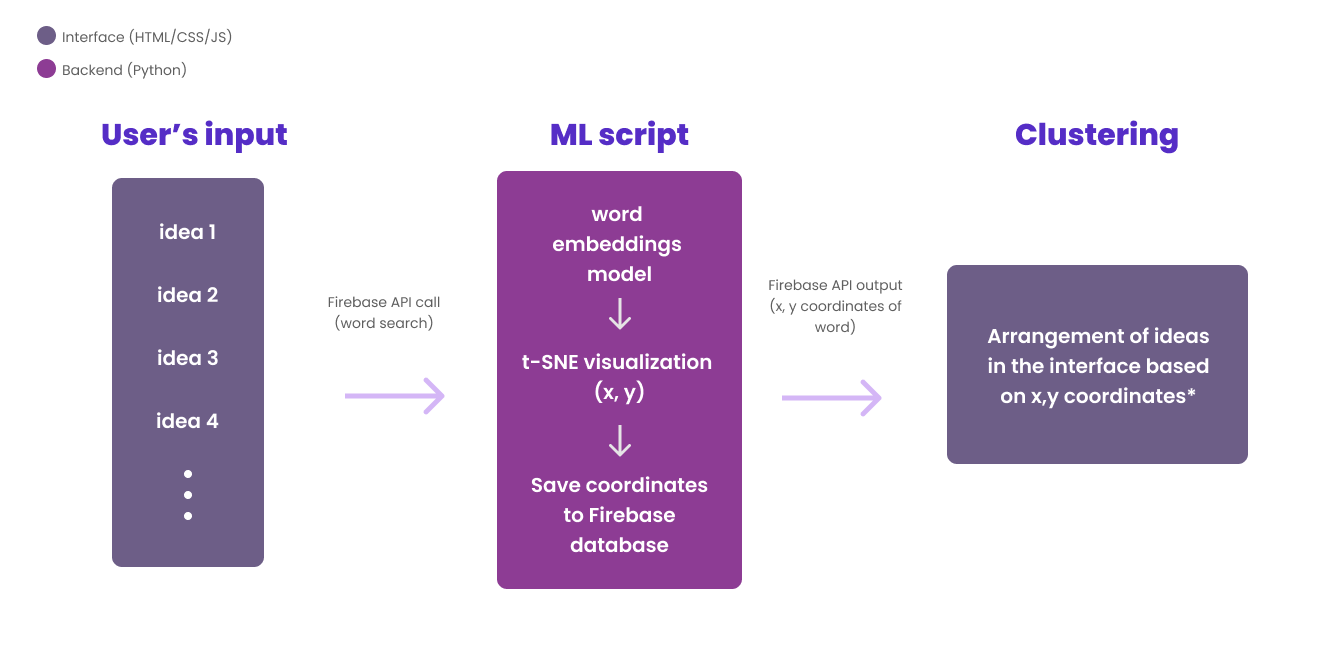 Interface (HTML/CSS/JS)
Backend (Python)
User’s input
idea 1
idea 2
idea 3
idea 4
Firebase API call
(word search)
ML script
word
embeddings
model
t-SNE visualization
(x, y)
Save coordinates
to Firebase
database
Firebase API output
(x, y coordinates of
word)
Clustering
Arrangement of ideas
in the interface based
on x,y coordinates*